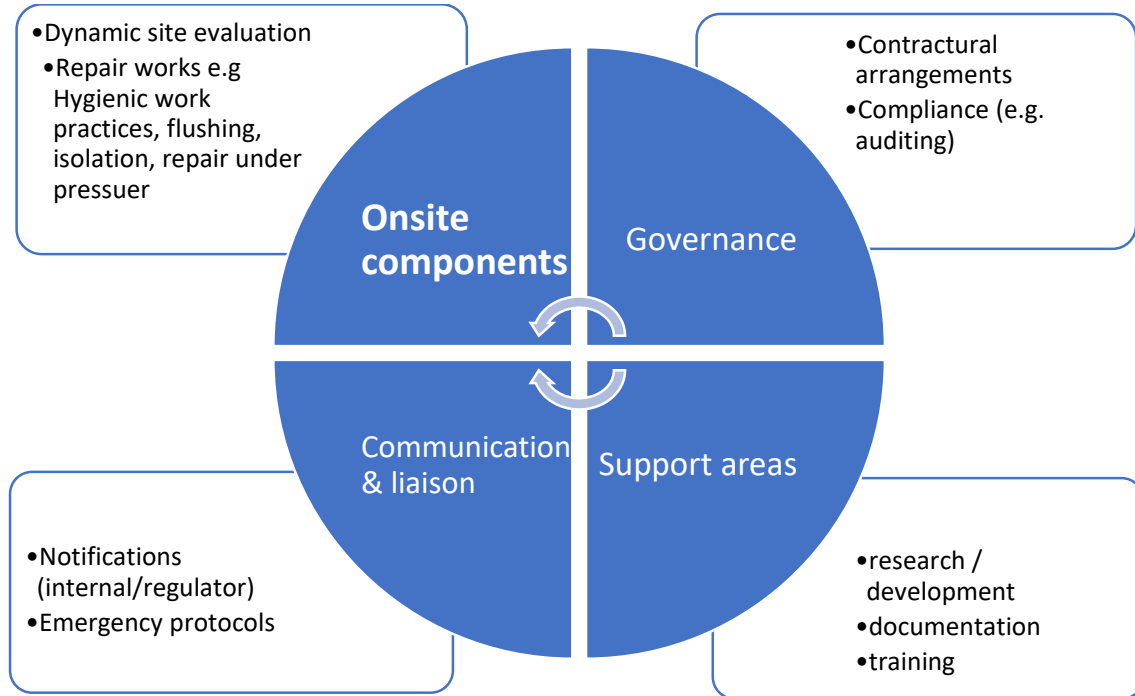 •Dynamic site evaluation
•Repair works e.g
Hygienic work
practices, flushing,
isolation, repair under
pressuer
•Contractural
arrangements
•Compliance (e.g.
auditing)
Onsite
components
Governance
Communication
& liaison
Support areas
•Notifications
(internal/regulator)
•Emergency protocols
•research /
development
•documentation
•training